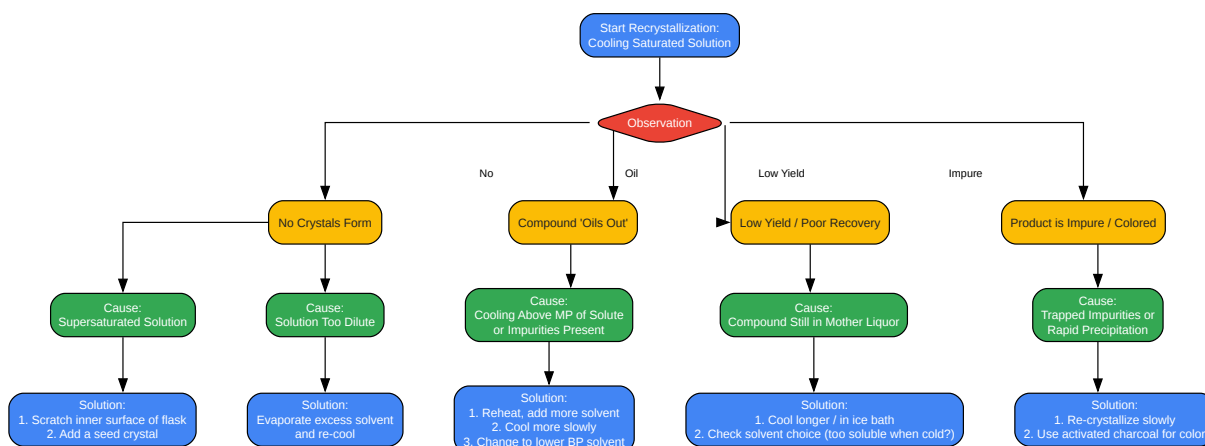 Start Recrystallization:
Cooling Saturated Solution
Observation
No
Oil
Low Yield
Impure
No Crystals Form
Compound 'Oils Out'
Low Yield / Poor Recovery
Product is Impure / Colored
Cause:
Supersaturated Solution
Cause:
Solution Too Dilute
Cause:
Cooling Above MP of Solute
or Impurities Present
Cause:
Compound Still in Mother Liquor
Cause:
Trapped Impurities or
Rapid Precipitation
Solution:
1. Scratch inner surface of flask
2. Add a seed crystal
Solution:
Evaporate excess solvent
and re-cool
Solution:
1. Reheat, add more solvent
2. Cool more slowly
3. Change to lower BP solvent
Solution:
1. Cool longer / in ice bath
2. Check solvent choice (too soluble when cold?)
Solution:
1. Re-crystallize slowly
2. Use activated charcoal for color